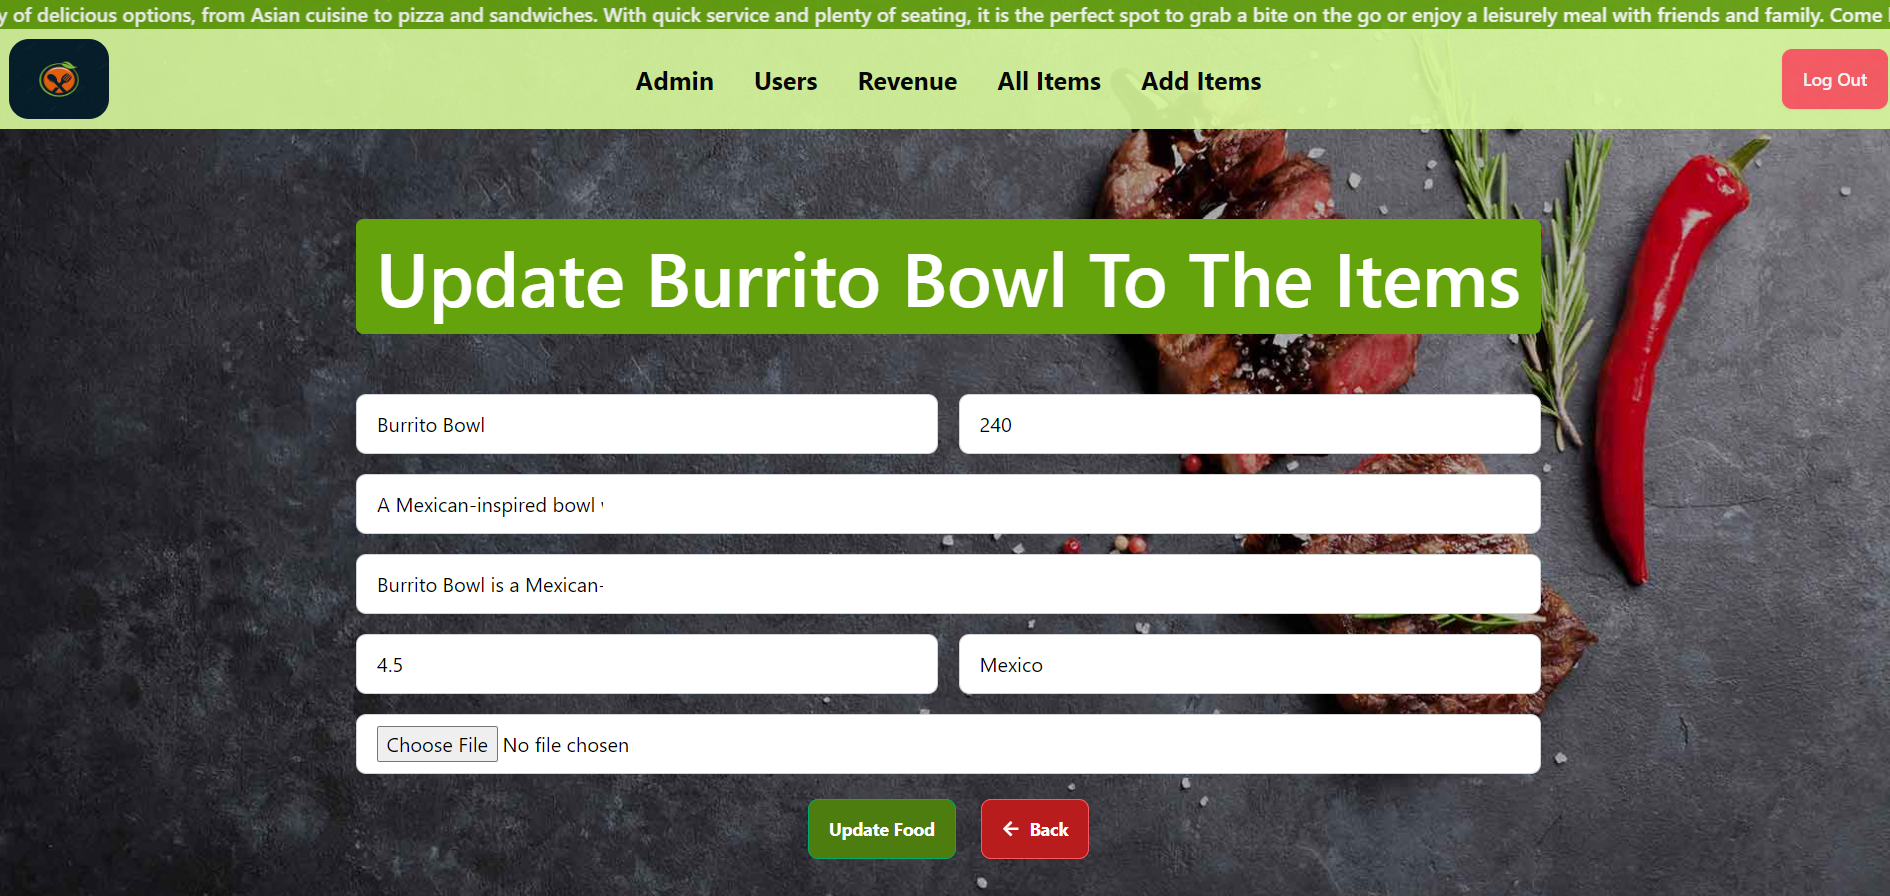 of delicious options, from Asian cuisine to pizza and sandwiches. With quick service and plenty of seating, it is the perfect spot to grab a bite on the go or enjoy a leisurely meal with friends and family. Come
Admin Users Revenue All Items Add Items Log Out
Update Burrito Bowl To The Items
Burrito Bowl 240
A Mexican-inspired bowl
Burrito Bowl is a Mexican-
4.5 Mexico
Choose File No file chosen
Update Food Back